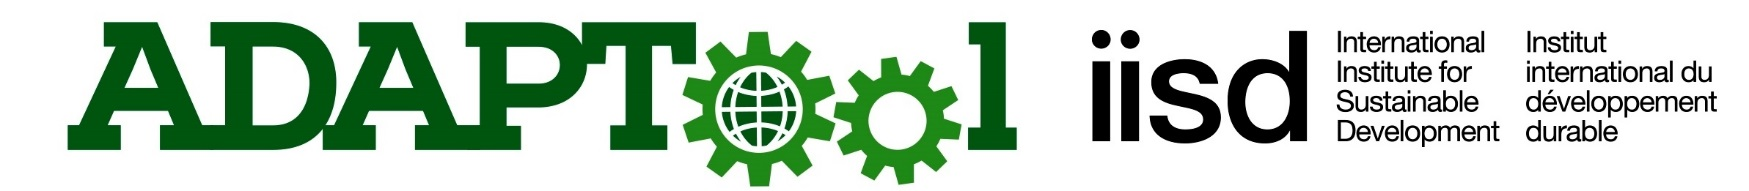 ADAPTool
iisd
International
Institute for
Sustainable
Development
Institut
international du
développement
durable